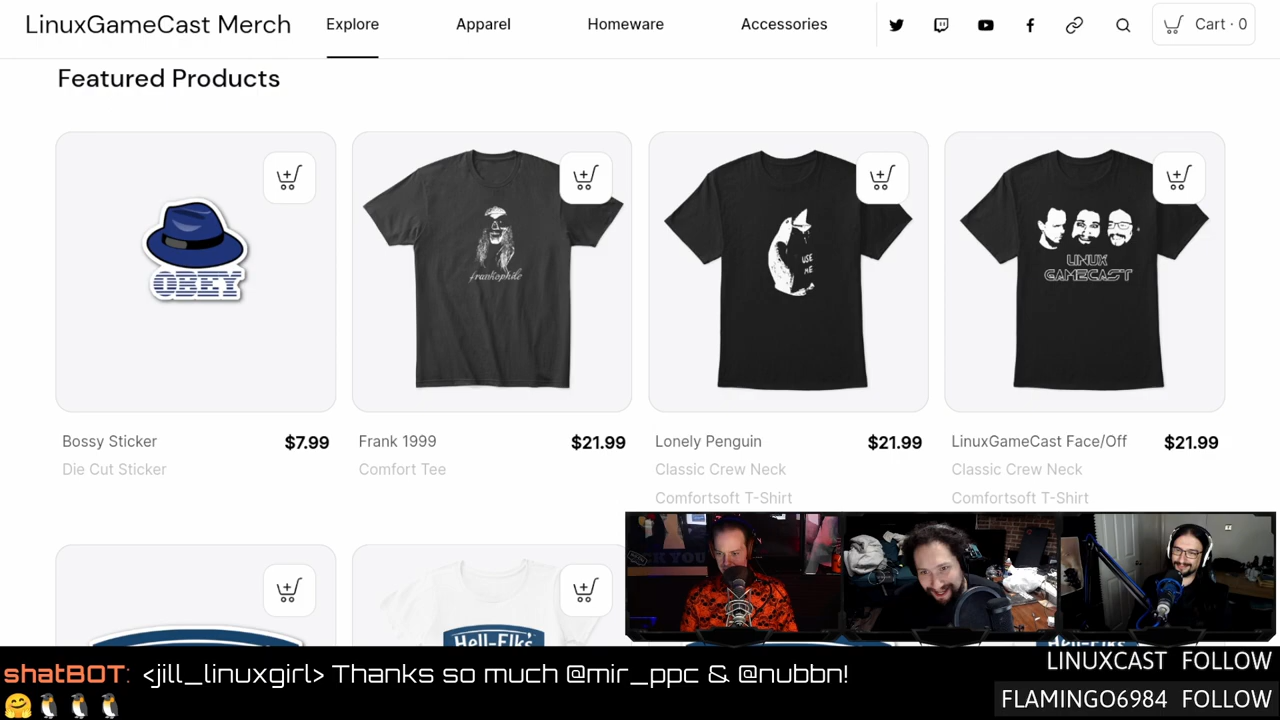 LinuxGameCast Merch
Explore
Apparel
Homeware
Accessories
Cart · 0
Featured Products
OBEY
frankophile
USE
ME
LINUX
GAMECAST
Bossy Sticker
$7.99
Die Cut Sticker
Frank 1999
$21.99
Comfort Tee
Lonely Penguin
$21.99
Classic Crew Neck
Comfortsoft T-Shirt
LinuxGameCast Face/Off
$21.99
Classic Crew Neck
Comfortsoft T-Shirt
Hell-Elks
Hell-Elks
shatBOT: <jill_linuxgirl> Thanks so much @mir_ppc & @nubbn!
🤗🐧🐧🐧
LINUXCAST FOLLOW
FLAMINGO6984 FOLLOW